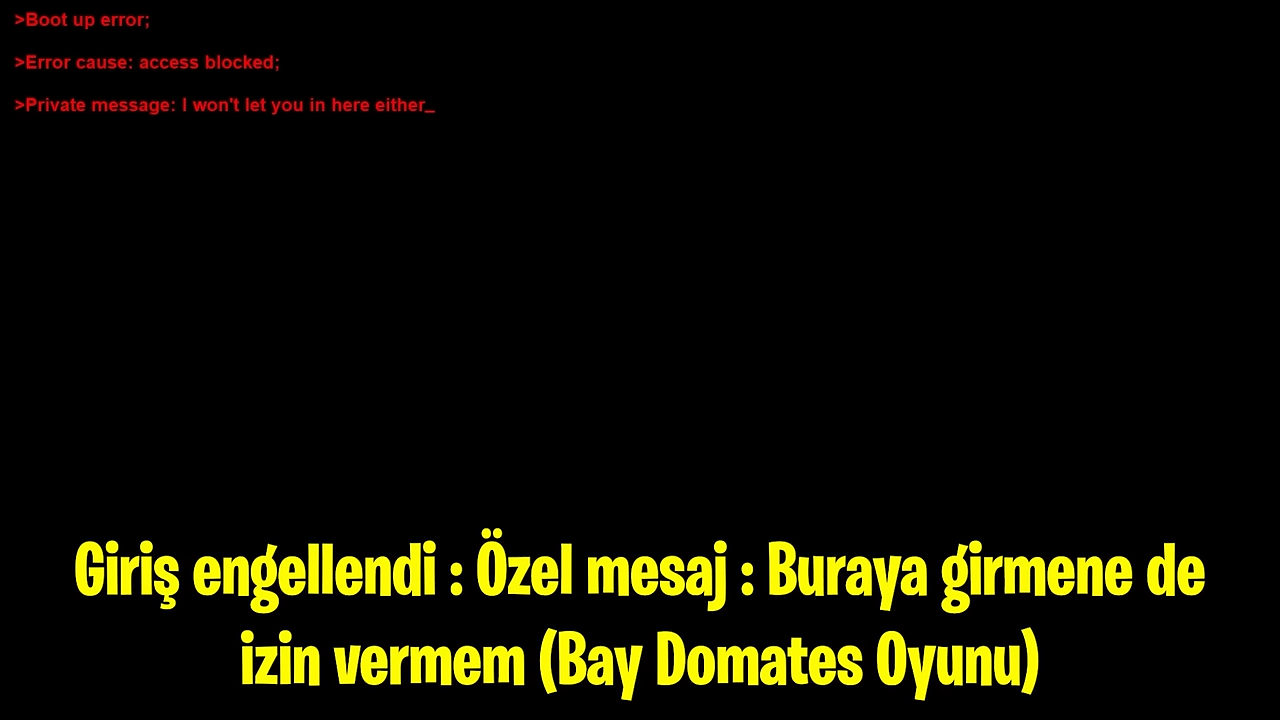 >Boot up error;
>Error cause: access blocked;
>Private message: I won't let you in here either_
Giriş engellendi : Özel mesaj : Buraya girmene de
izin vermem (Bay Domates Oyunu)